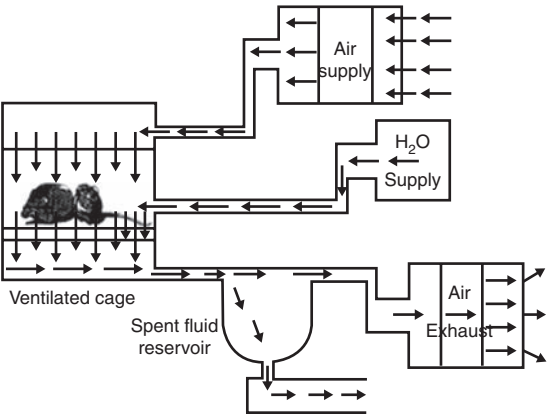 Air
supply
H₂O
Supply
Ventilated cage
Spent fluid
reservoir
Air
Exhaust